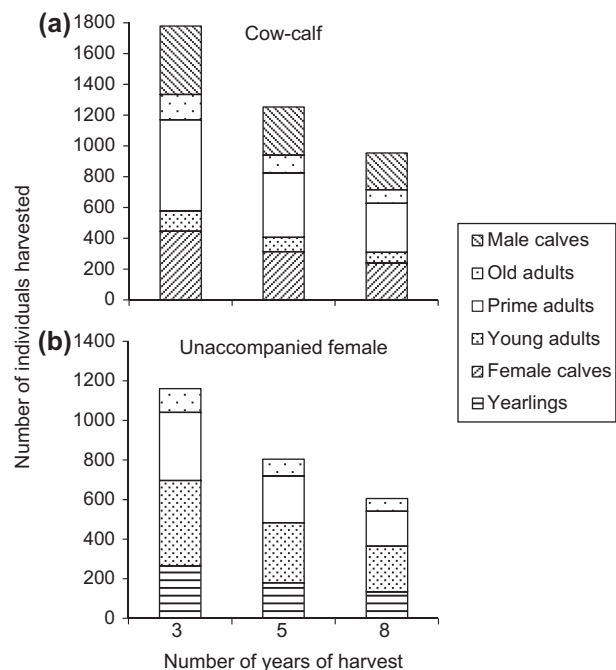 (a)
Cow-calf
1800
1600
1400
1200
1000
800
600
400
200
0
Number of individuals harvested
Male calves
Old adults
Prime adults
Young adults
Female calves
Yearlings
(b)
Unaccompanied female
1400
1200
1000
800
600
400
200
0
3 5 8
Number of years of harvest